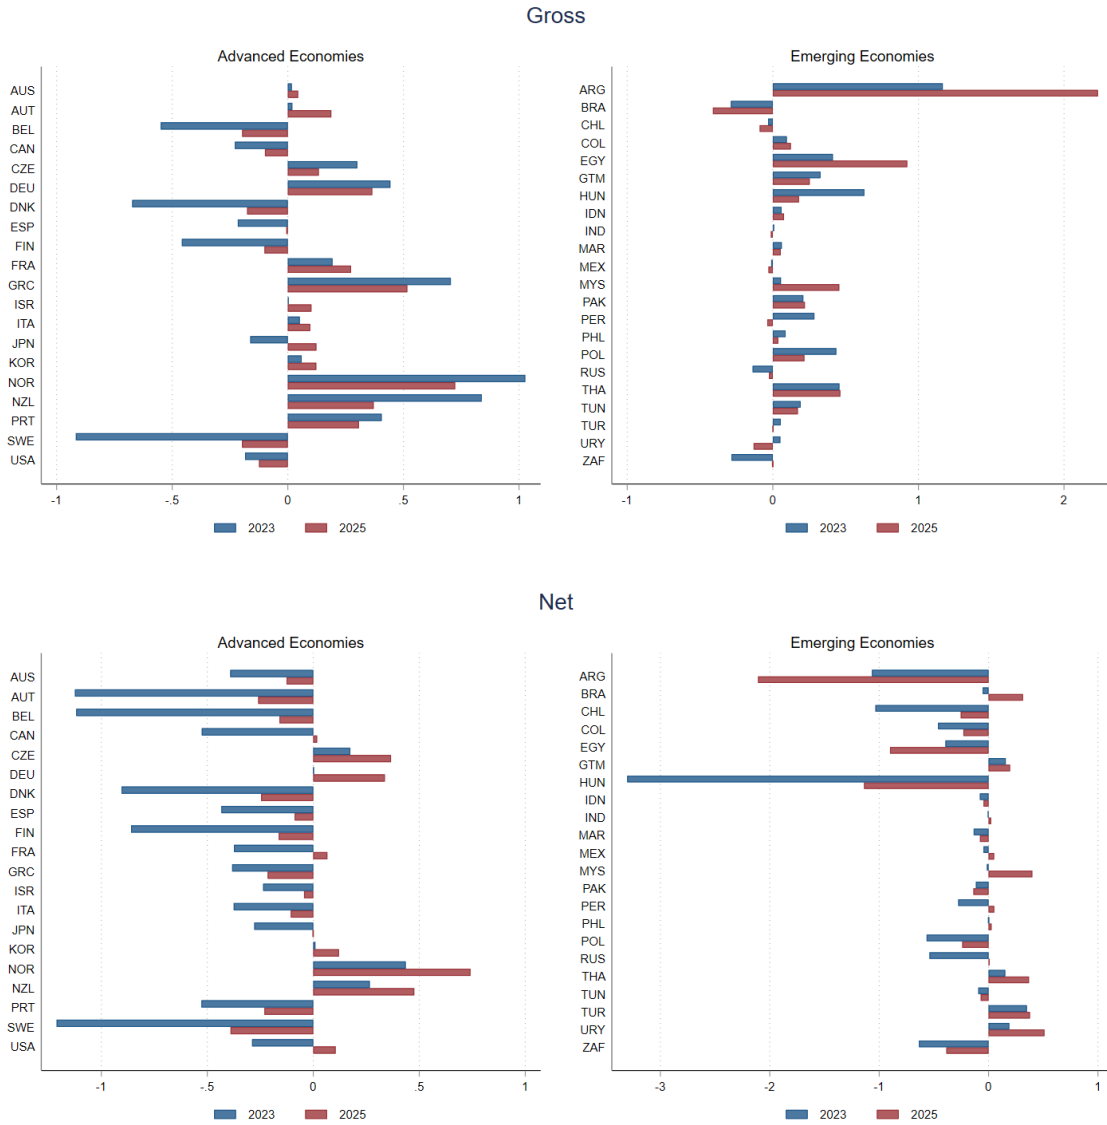 Gross
Advanced Economies
AUS
AUT
BEL
CAN
CZE
DEU
DNK
ESP
FIN
FRA
GRC
ISR
ITA
JPN
KOR
NOR
NZL
PRT
SWE
USA
-1 -.5 0 .5 1
2023 2025
Emerging Economies
ARG
BRA
CHL
COL
EGY
GTM
HUN
IDN
IND
MAR
MEX
MYS
PAK
PER
PHL
POL
RUS
THA
TUN
TUR
URY
ZAF
-1 0 1 2
2023 2025
Net
Advanced Economies
AUS
AUT
BEL
CAN
CZE
DEU
DNK
ESP
FIN
FRA
GRC
ISR
ITA
JPN
KOR
NOR
NZL
PRT
SWE
USA
-1 -.5 0 .5 1
2023 2025
Emerging Economies
ARG
BRA
CHL
COL
EGY
GTM
HUN
IDN
IND
MAR
MEX
MYS
PAK
PER
PHL
POL
RUS
THA
TUN
TUR
URY
ZAF
-3 -2 -1 0 1
2023 2025